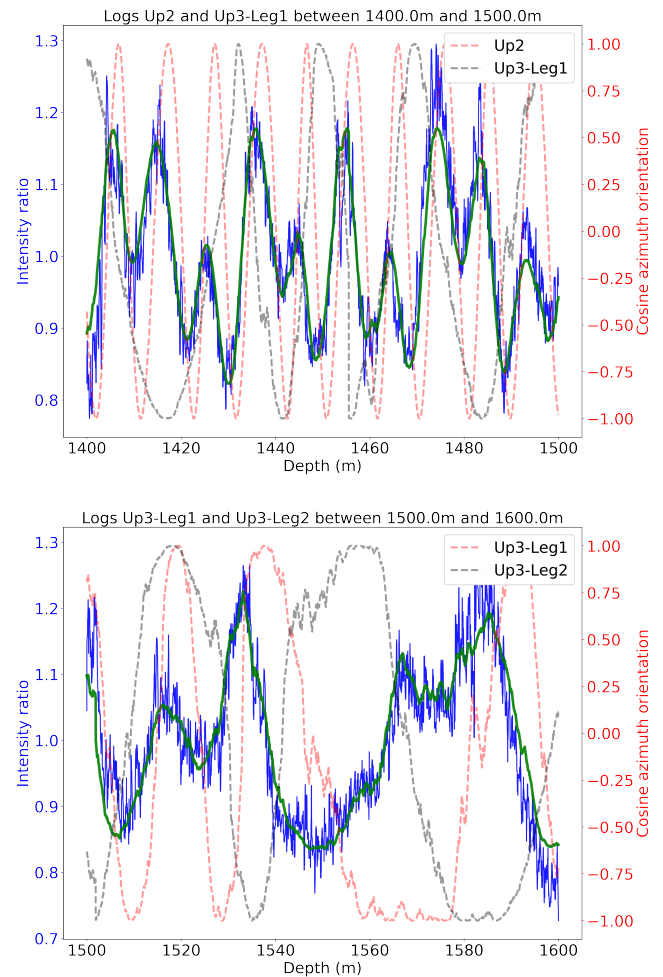 Logs Up2 and Up3-Leg1 between 1400.0m and 1500.0m
1.3
1.2
1.1
1.0
0.9
0.8
Intensity ratio
Up2
Up3-Leg1
1.00
0.75
0.50
0.25
0.00
−0.25
−0.50
−0.75
−1.00
Cosine azimuth orientation
1400 1420 1440 1460 1480 1500
Depth (m)
Logs Up3-Leg1 and Up3-Leg2 between 1500.0m and 1600.0m
1.3
1.2
1.1
1.0
0.9
0.8
0.7
Intensity ratio
Up3-Leg1
Up3-Leg2
1.00
0.75
0.50
0.25
0.00
−0.25
−0.50
−0.75
−1.00
Cosine azimuth orientation
1500 1520 1540 1560 1580 1600
Depth (m)